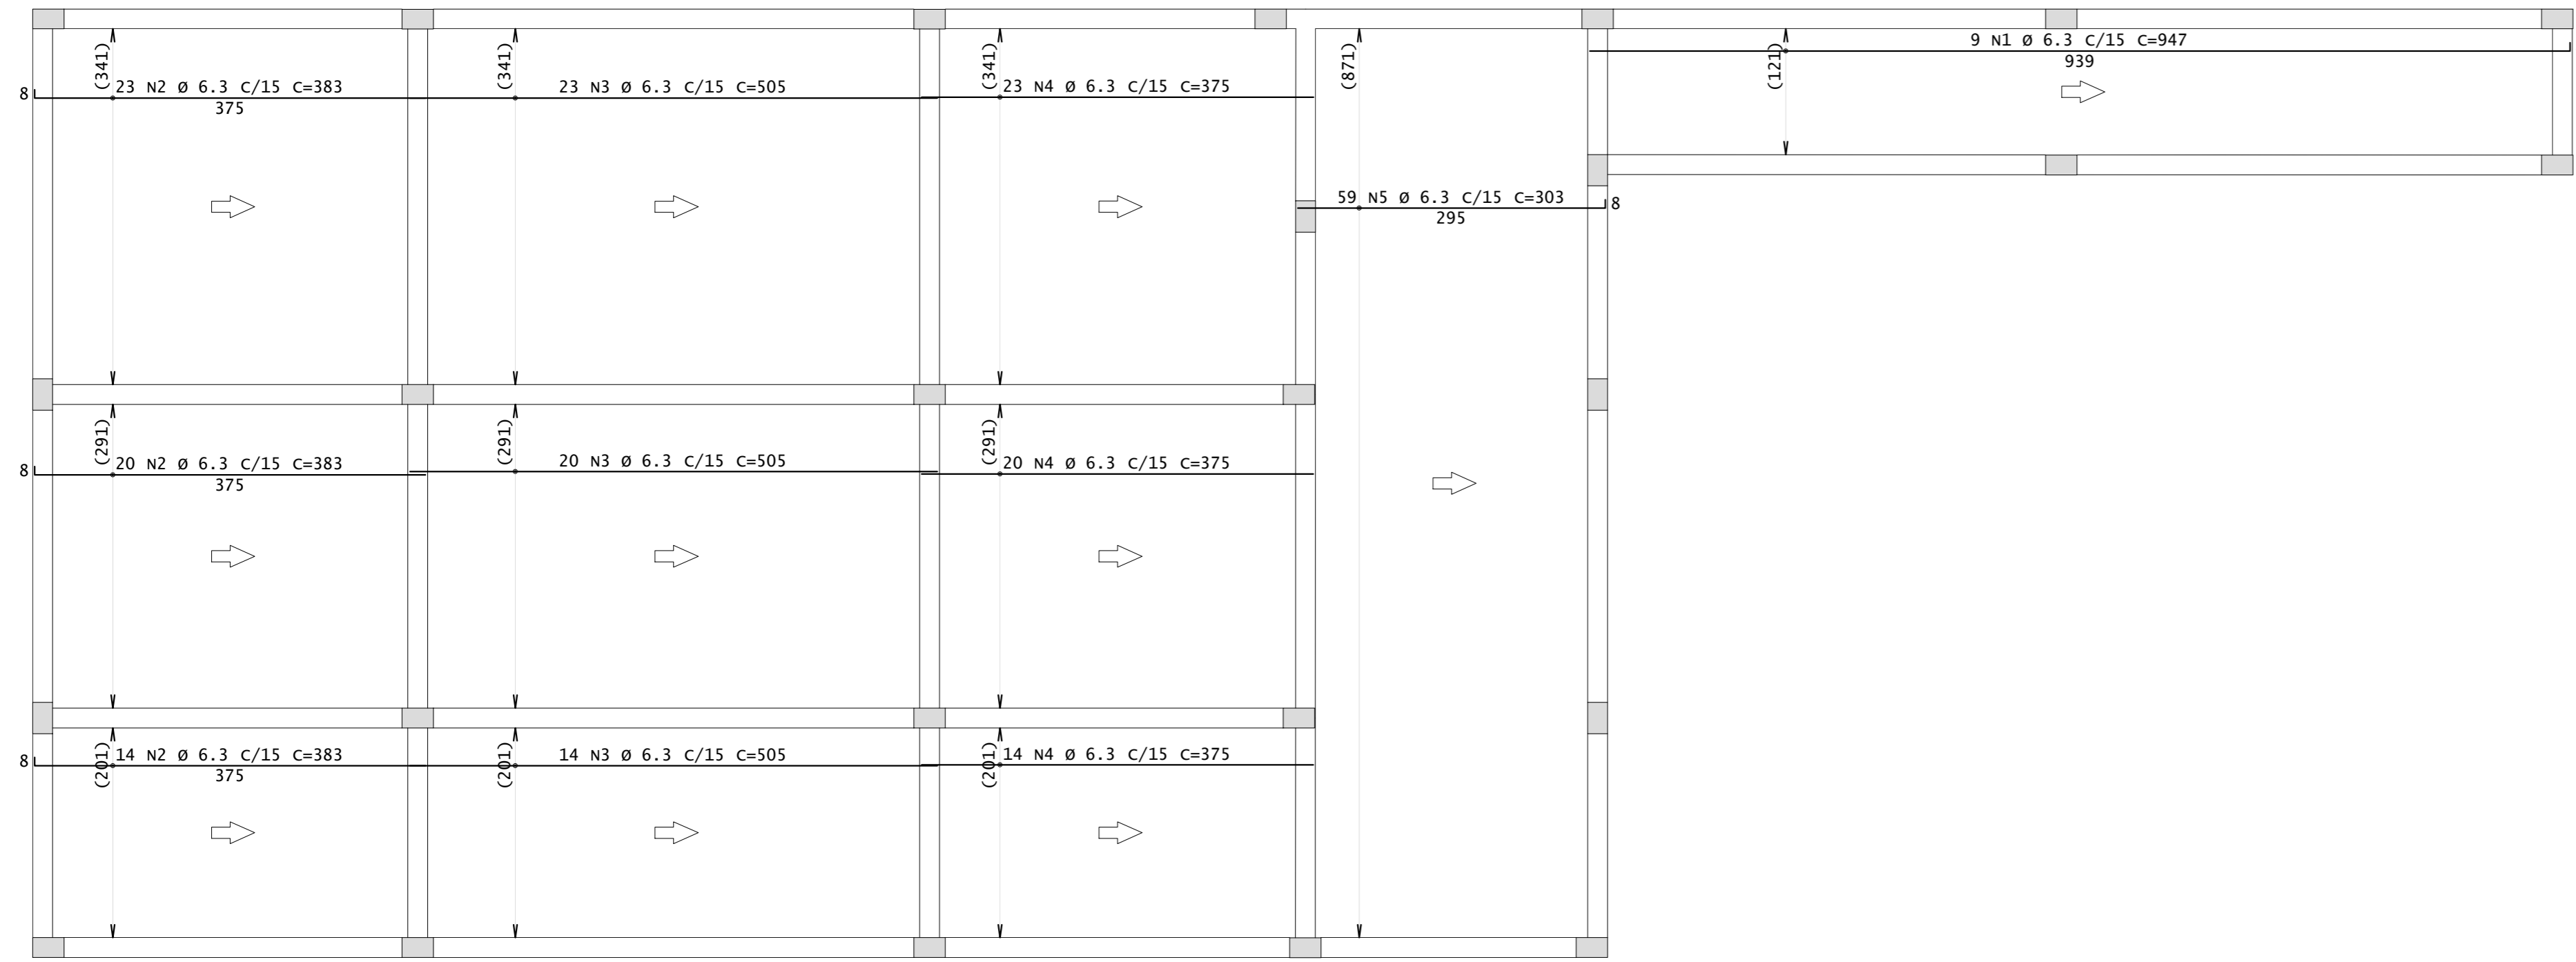 (341)
(341)
(341)
(871)
(121)
9 N1 Ø 6.3 C/15 C=947
939
8
23 N2 Ø 6.3 C/15 C=383
375
23 N3 Ø 6.3 C/15 C=505
23 N4 Ø 6.3 C/15 C=375
59 N5 Ø 6.3 C/15 C=303
295
8
(291)
(291)
(291)
8
20 N2 Ø 6.3 C/15 C=383
375
20 N3 Ø 6.3 C/15 C=505
20 N4 Ø 6.3 C/15 C=375
(201)
(201)
(201)
8
14 N2 Ø 6.3 C/15 C=383
375
14 N3 Ø 6.3 C/15 C=505
14 N4 Ø 6.3 C/15 C=375